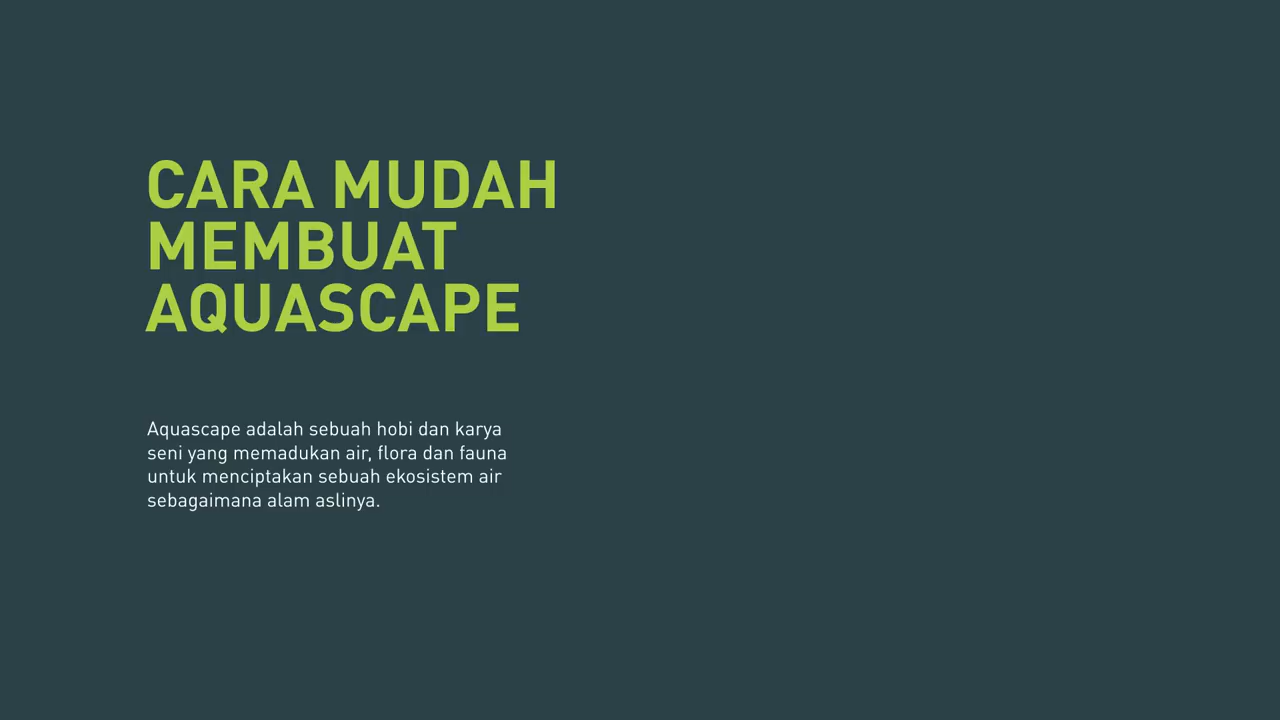 CARA MUDAH
MEMBUAT
AQUASCAPE
Aquascape adalah sebuah hobi dan karya
seni yang memadukan air, flora dan fauna
untuk menciptakan sebuah ekosistem air
sebagaimana alam aslinya.